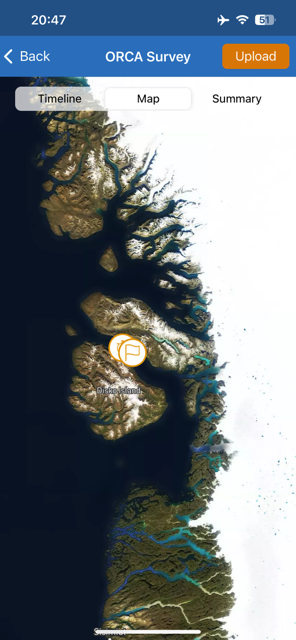 20:47
51
Back
ORCA Survey
Upload
Timeline
Map
Summary
Disko Island